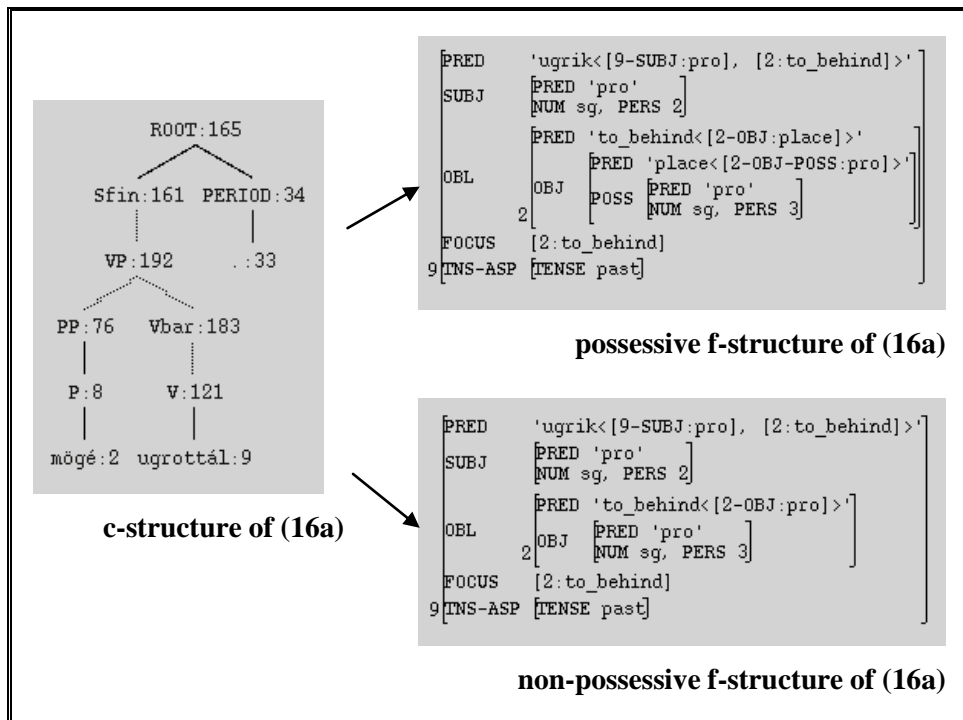 ROOT:165
Sfin:161 PERIOD:34
VP:192 .:33
PP:76 Vbar:183
P:8 V:121
mögé:2 ugrottál:9
c-structure of (16a)
PRED 'ugrik<[9-SUBJ:pro], [2:to_behind]>'
SUBJ PRED 'pro'
NUM sg, PERS 2
PRED 'to_behind<[2-OBJ:place]>'
PRED 'place<[2-OBJ-POSS:pro]>'
OBL OBJ POSS PRED 'pro'
2 NUM sg, PERS 3
FOCUS [2:to_behind]
9 TNS-ASP TENSE past
possessive f-structure of (16a)
PRED 'ugrik<[9-SUBJ:pro], [2:to_behind]>'
SUBJ PRED 'pro'
NUM sg, PERS 2
PRED 'to_behind<[2-OBJ:pro]>'
OBL OBJ PRED 'pro'
2 NUM sg, PERS 3
FOCUS [2:to_behind]
9 TNS-ASP TENSE past
non-possessive f-structure of (16a)